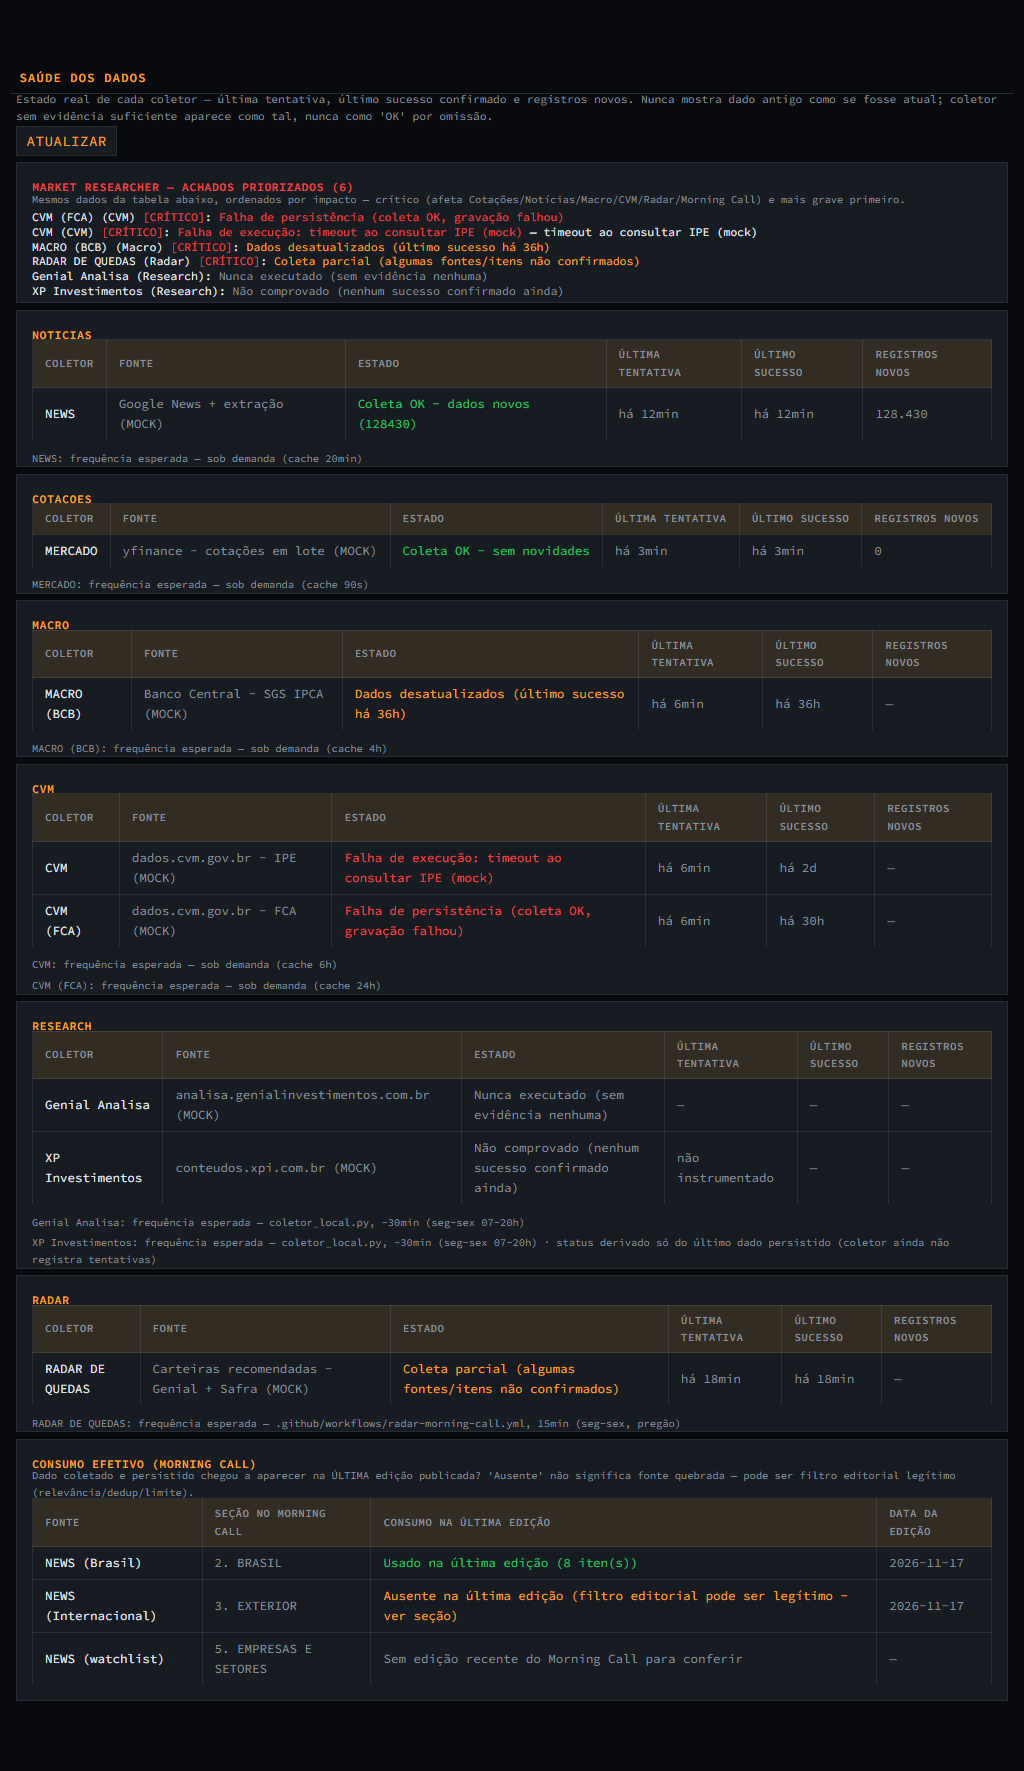 SAÚDE DOS DADOS
Estado real de cada coletor — última tentativa, último sucesso confirmado e registros novos. Nunca mostra dado antigo como se fosse atual; coletor
sem evidência suficiente aparece como tal, nunca como 'OK' por omissão.
ATUALIZAR
MARKET RESEARCHER — ACHADOS PRIORIZADOS (6)
Mesmos dados da tabela abaixo, ordenados por impacto — crítico (afeta Cotações/Notícias/Macro/CVM/Radar/Morning Call) e mais grave primeiro.
CVM (FCA) (CVM) [CRÍTICO]: Falha de persistência (coleta OK, gravação falhou)
CVM (CVM) [CRÍTICO]: Falha de execução: timeout ao consultar IPE (mock) — timeout ao consultar IPE (mock)
MACRO (BCB) (Macro) [CRÍTICO]: Dados desatualizados (último sucesso há 36h)
RADAR DE QUEDAS (Radar) [CRÍTICO]: Coleta parcial (algumas fontes/itens não confirmados)
Genial Analisa (Research): Nunca executado (sem evidência nenhuma)
XP Investimentos (Research): Não comprovado (nenhum sucesso confirmado ainda)
NOTICIAS
COLETOR FONTE ESTADO ÚLTIMA TENTATIVA ÚLTIMO SUCESSO REGISTROS NOVOS
NEWS Google News + extração (MOCK) Coleta OK - dados novos (128430) há 12min há 12min 128.430
NEWS: frequência esperada — sob demanda (cache 20min)
COTACOES
COLETOR FONTE ESTADO ÚLTIMA TENTATIVA ÚLTIMO SUCESSO REGISTROS NOVOS
MERCADO yfinance - cotações em lote (MOCK) Coleta OK - sem novidades há 3min há 3min 0
MERCADO: frequência esperada — sob demanda (cache 90s)
MACRO
COLETOR FONTE ESTADO ÚLTIMA TENTATIVA ÚLTIMO SUCESSO REGISTROS NOVOS
MACRO (BCB) Banco Central - SGS IPCA (MOCK) Dados desatualizados (último sucesso há 36h) há 6min há 36h —
MACRO (BCB): frequência esperada — sob demanda (cache 4h)
CVM
COLETOR FONTE ESTADO ÚLTIMA TENTATIVA ÚLTIMO SUCESSO REGISTROS NOVOS
CVM dados.cvm.gov.br - IPE (MOCK) Falha de execução: timeout ao consultar IPE (mock) há 6min há 2d —
CVM (FCA) dados.cvm.gov.br - FCA (MOCK) Falha de persistência (coleta OK, gravação falhou) há 6min há 30h —
CVM: frequência esperada — sob demanda (cache 6h)
CVM (FCA): frequência esperada — sob demanda (cache 24h)
RESEARCH
COLETOR FONTE ESTADO ÚLTIMA TENTATIVA ÚLTIMO SUCESSO REGISTROS NOVOS
Genial Analisa analisa.genialinvestimentos.com.br (MOCK) Nunca executado (sem evidência nenhuma) — — —
XP Investimentos conteudos.xpi.com.br (MOCK) Não comprovado (nenhum sucesso confirmado ainda) não instrumentado — —
Genial Analisa: frequência esperada — coletor_local.py, ~30min (seg-sex 07-20h)
XP Investimentos: frequência esperada — coletor_local.py, ~30min (seg-sex 07-20h) · status derivado só do último dado persistido (coletor ainda não
registra tentativas)
RADAR
COLETOR FONTE ESTADO ÚLTIMA TENTATIVA ÚLTIMO SUCESSO REGISTROS NOVOS
RADAR DE QUEDAS Carteiras recomendadas - Genial + Safra (MOCK) Coleta parcial (algumas fontes/itens não confirmados) há 18min há 18min —
RADAR DE QUEDAS: frequência esperada — .github/workflows/radar-morning-call.yml, 15min (seg-sex, pregão)
CONSUMO EFETIVO (MORNING CALL)
Dado coletado e persistido chegou a aparecer na ÚLTIMA edição publicada? 'Ausente' não significa fonte quebrada — pode ser filtro editorial legítimo
(relevância/dedup/limite).
FONTE SEÇÃO NO MORNING CALL CONSUMO NA ÚLTIMA EDIÇÃO DATA DA EDIÇÃO
NEWS (Brasil) 2. BRASIL Usado na última edição (8 iten(s)) 2026-11-17
NEWS (Internacional) 3. EXTERIOR Ausente na última edição (filtro editorial pode ser legítimo - ver seção) 2026-11-17
NEWS (watchlist) 5. EMPRESAS E SETORES Sem edição recente do Morning Call para conferir —